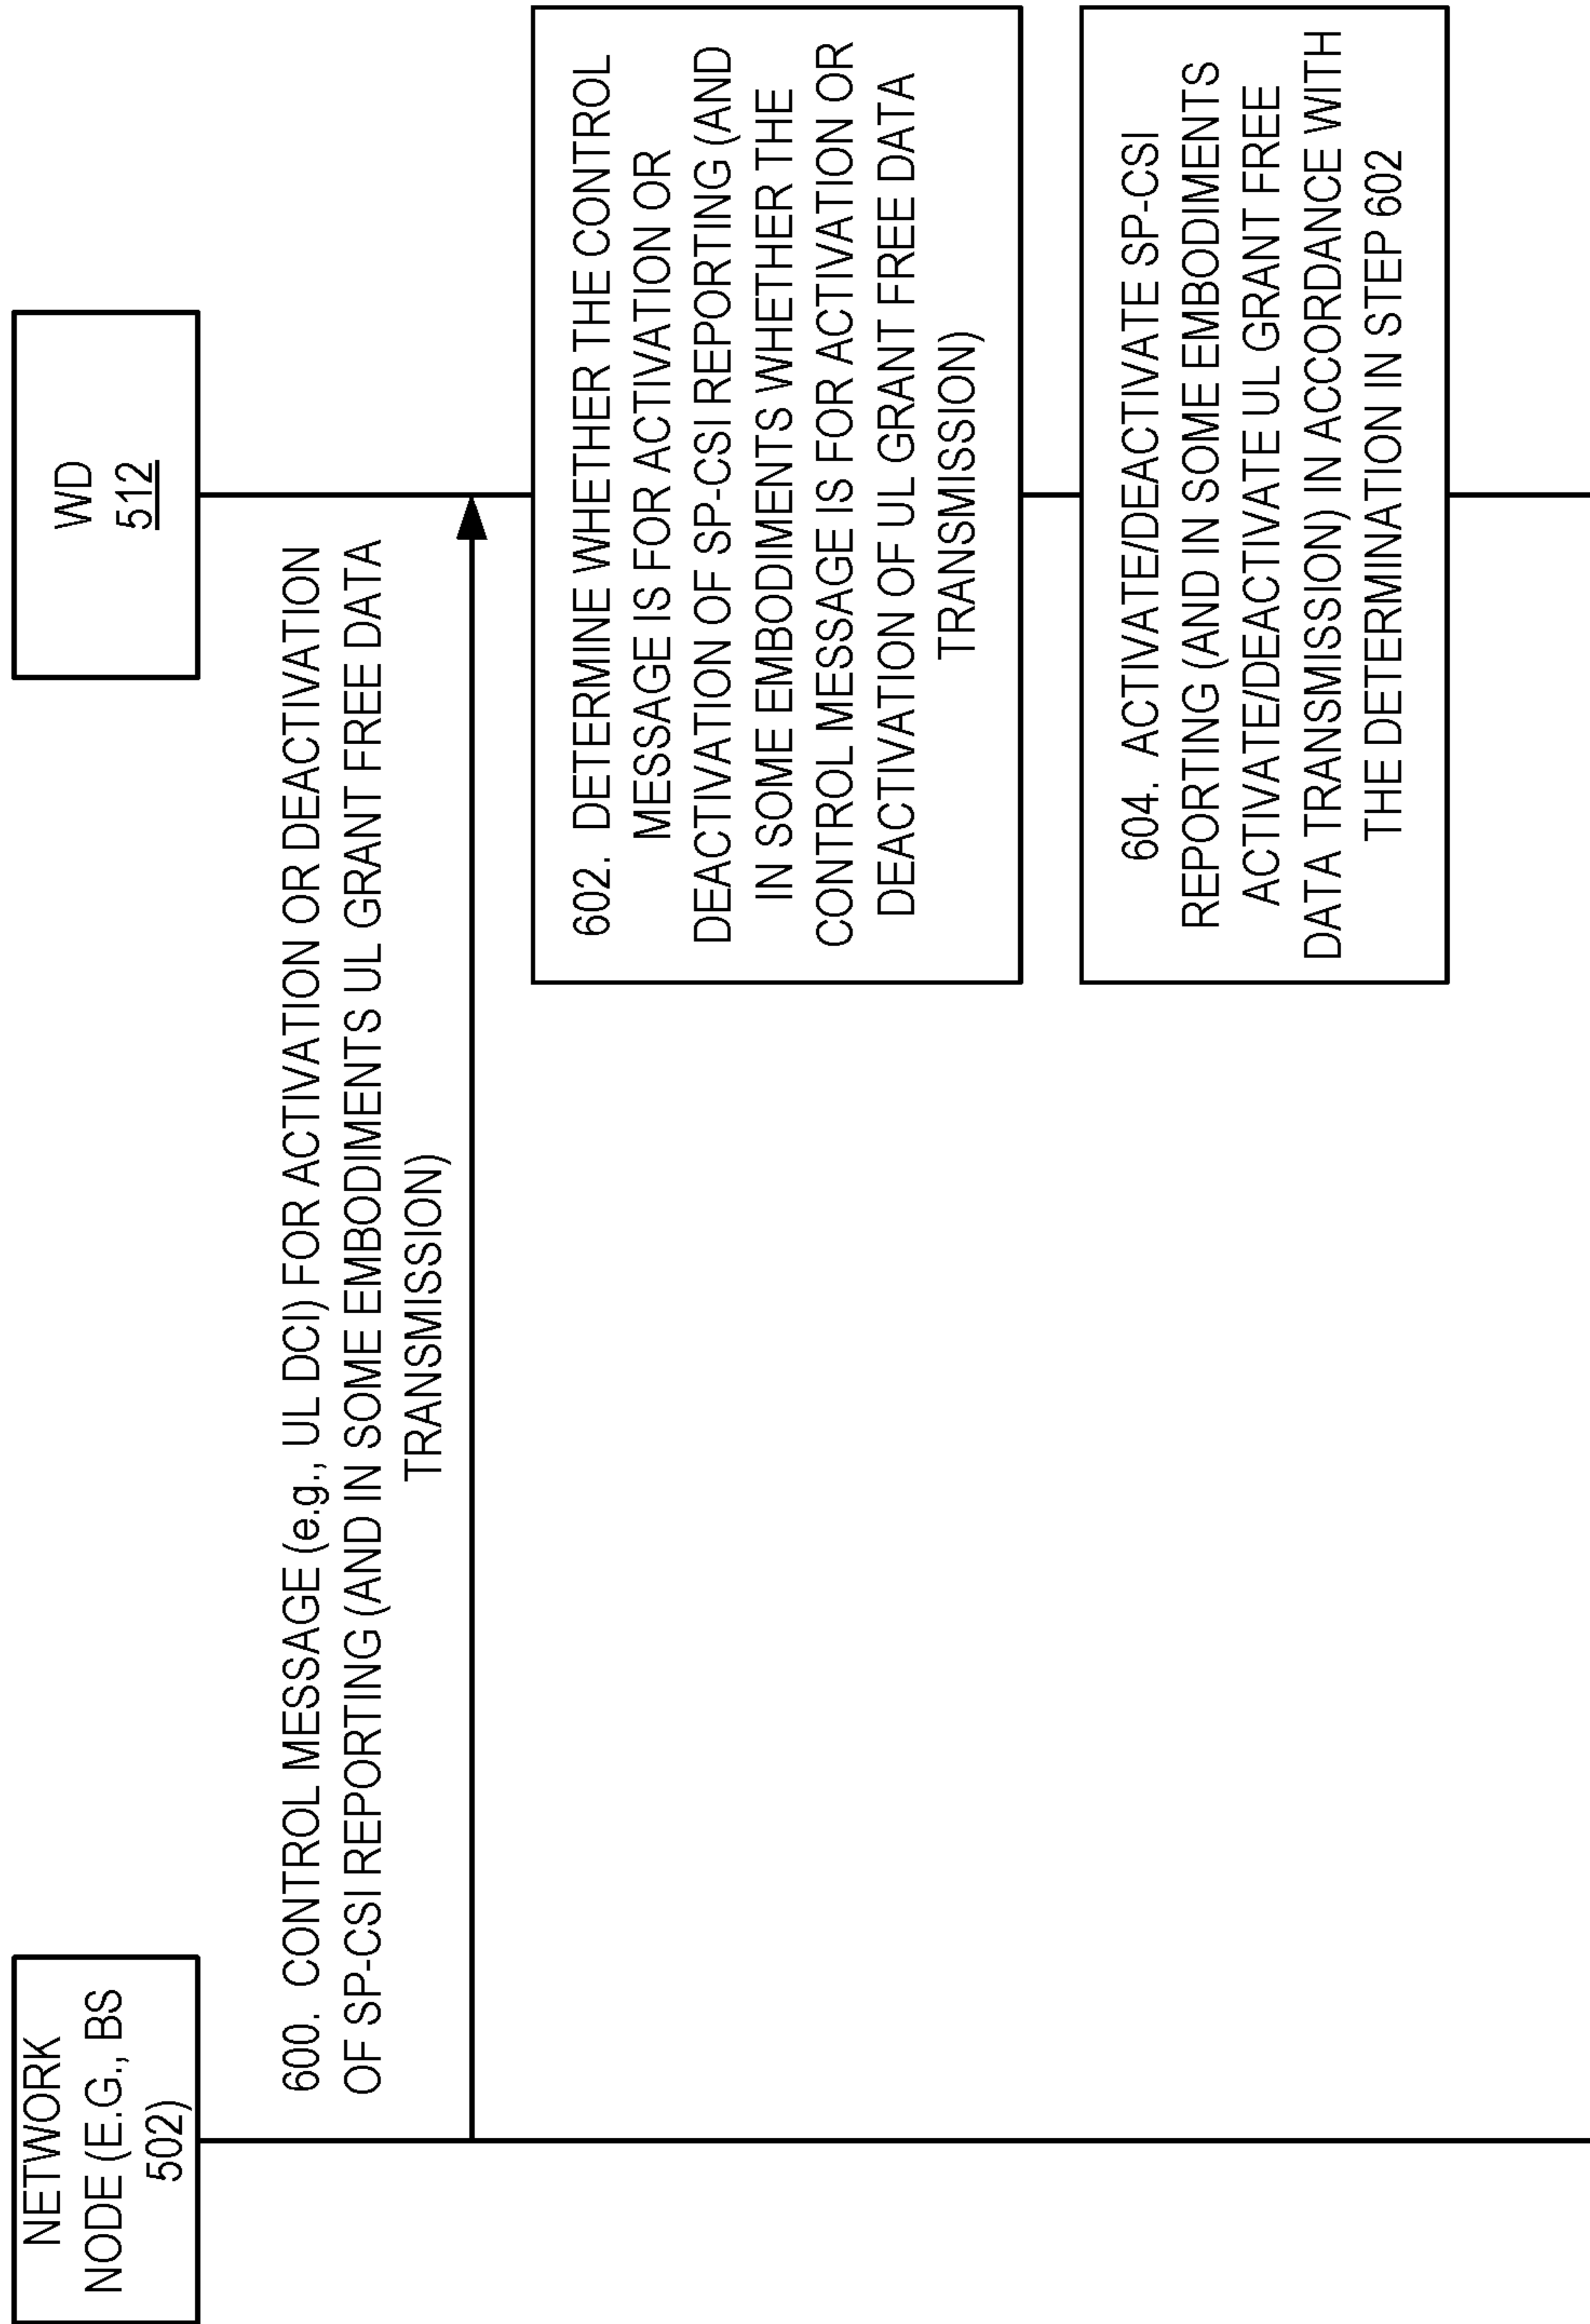 NETWORK
NODE (E.G., BS
502)
WD
512
600. CONTROL MESSAGE (e.g., UL DCI) FOR ACTIVATION OR DEACTIVATION
OF SP-CSI REPORTING (AND IN SOME EMBODIMENTS UL GRANT FREE DATA
TRANSMISSION)
602. DETERMINE WHETHER THE CONTROL
MESSAGE IS FOR ACTIVATION OR
DEACTIVATION OF SP-CSI REPORTING (AND
IN SOME EMBODIMENTS WHETHER THE
CONTROL MESSAGE IS FOR ACTIVATION OR
DEACTIVATION OF UL GRANT FREE DATA
TRANSMISSION)
604. ACTIVATE/DEACTIVATE SP-CSI
REPORTING (AND IN SOME EMBODIMENTS
ACTIVATE/DEACTIVATE UL GRANT FREE
DATA TRANSMISSION) IN ACCORDANCE WITH
THE DETERMINATION IN STEP 602